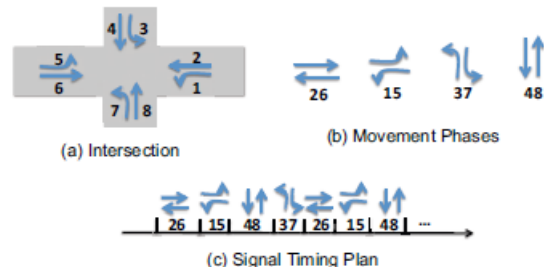 4 3
5 2
6 1
7 8
(a) Intersection
26 15 37 48
(b) Movement Phases
26 15 48 37 26 15 48 ...
(c) Signal Timing Plan